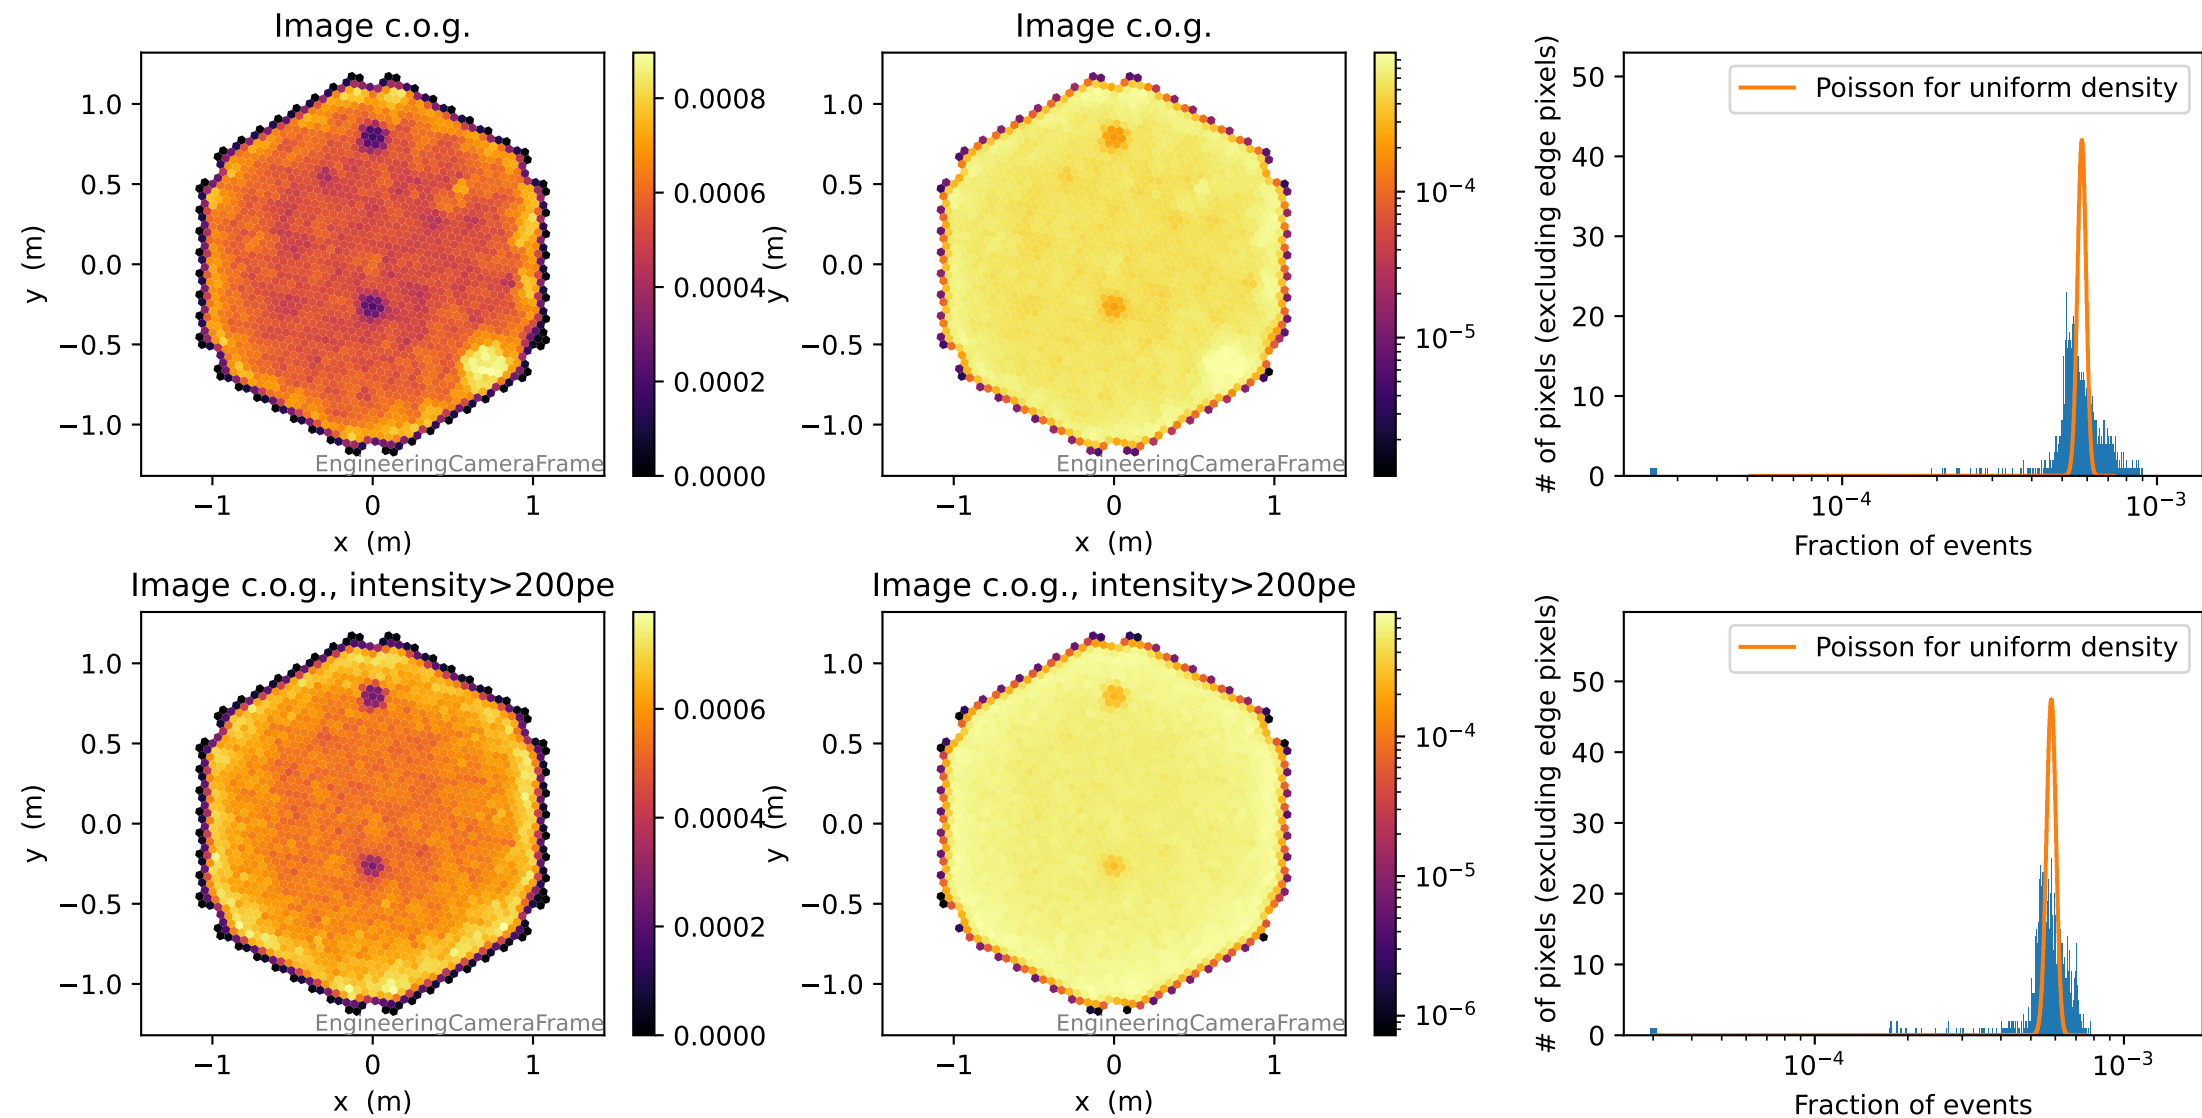 Image c.o.g.
1.0
0.5
0.0
−0.5
−1.0
y (m)
−1 0 1
x (m)
EngineeringCameraFrame
0.0008
0.0006
0.0004
0.0002
0.0000
Image c.o.g.
1.0
0.5
0.0
−0.5
−1.0
y (m)
−1 0 1
x (m)
EngineeringCameraFrame
10⁻⁴
10⁻⁵
# of pixels (excluding edge pixels)
50
40
30
20
10
0
Poisson for uniform density
10⁻⁴ 10⁻³
Fraction of events
Image c.o.g., intensity>200pe
1.0
0.5
0.0
−0.5
−1.0
y (m)
−1 0 1
x (m)
EngineeringCameraFrame
0.0006
0.0004
0.0002
0.0000
Image c.o.g., intensity>200pe
1.0
0.5
0.0
−0.5
−1.0
y (m)
−1 0 1
x (m)
EngineeringCameraFrame
10⁻⁴
10⁻⁵
10⁻⁶
# of pixels (excluding edge pixels)
50
40
30
20
10
0
Poisson for uniform density
10⁻⁴ 10⁻³
Fraction of events